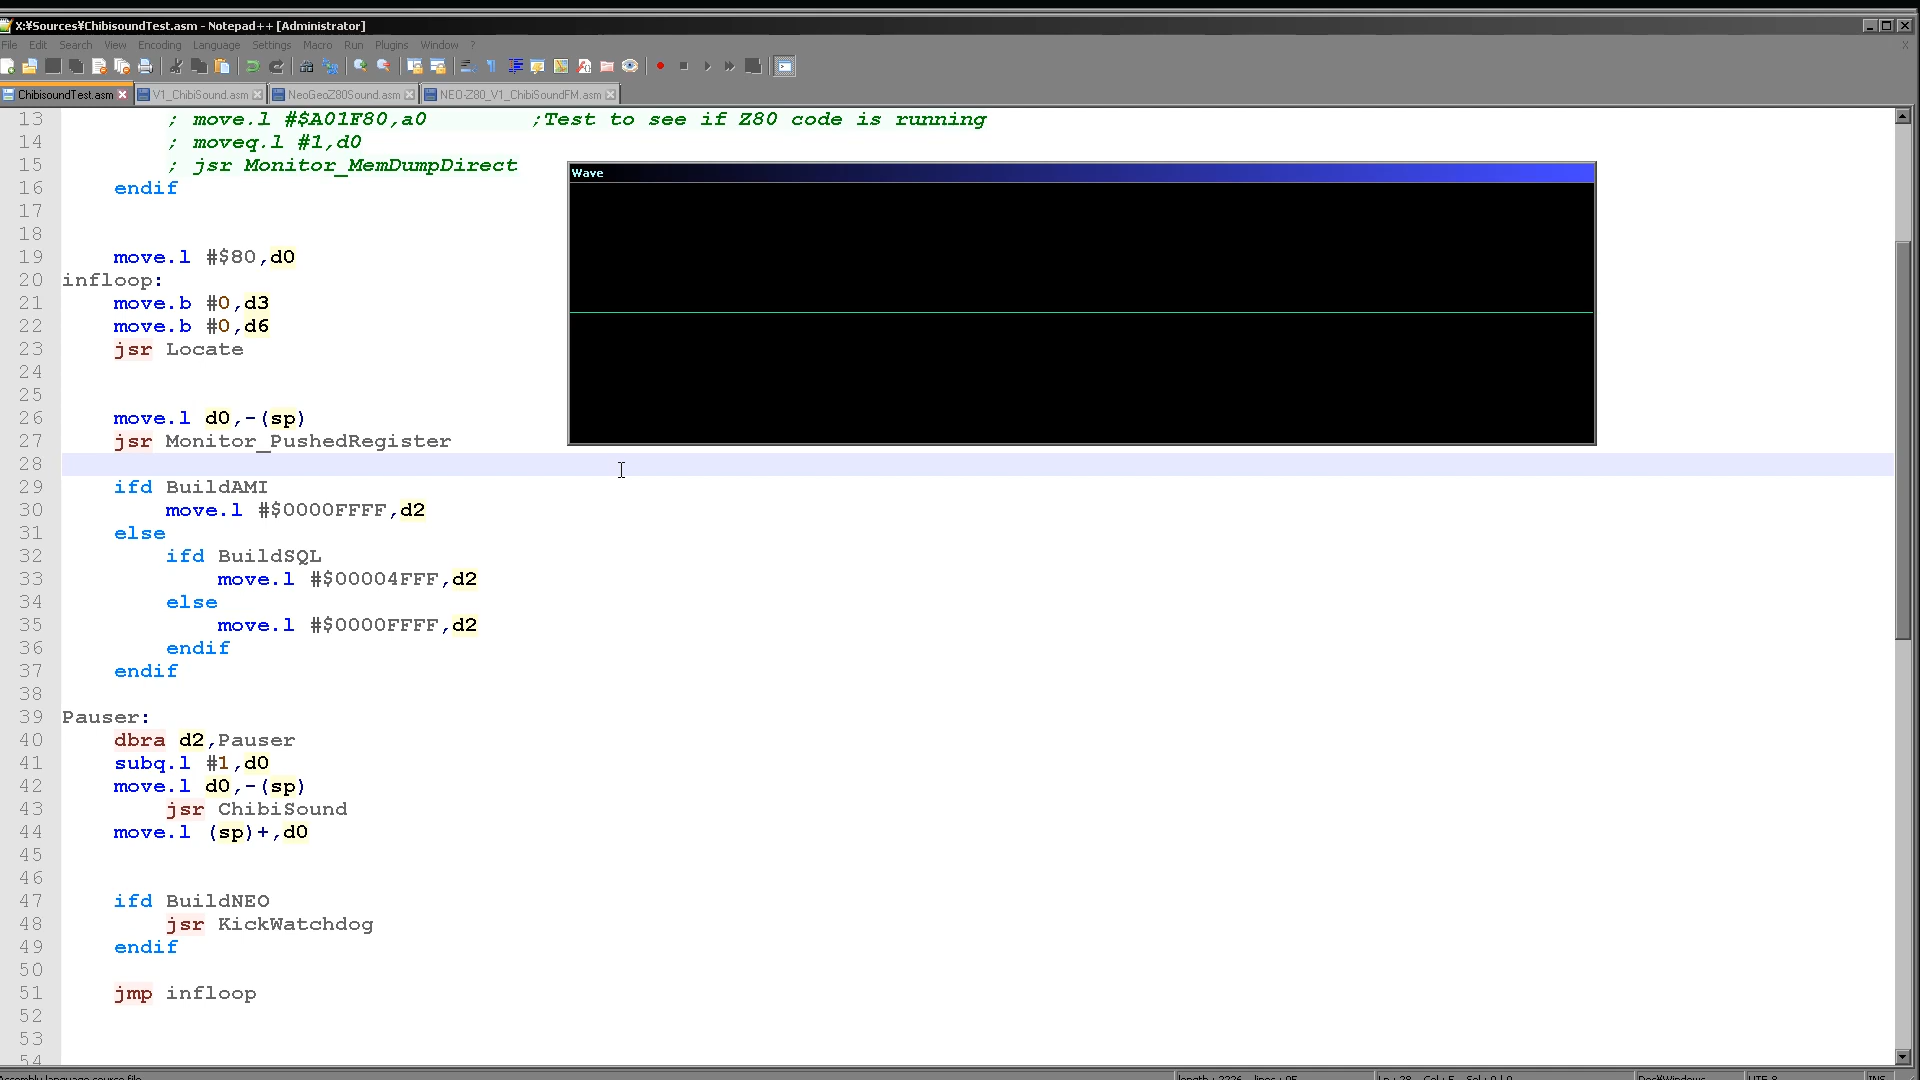 X:¥Sources¥ChibisoundTest.asm - Notepad++ [Administrator]
File Edit Search View Encoding Language Settings Macro Run Plugins Window ? X
ChibisoundTest.asm V1_ChibiSound.asm NeoGeoZ80Sound.asm NEO-Z80_V1_ChibiSoundFM.asm
13 ; move.l #$A01F80,a0 ;Test to see if Z80 code is running
14 ; moveq.l #1,d0
15 ; jsr Monitor_MemDumpDirect
Wave
16 endif
17
18
19 move.l #$80,d0
20 infloop:
21 move.b #0,d3
22 move.b #0,d6
23 jsr Locate
24
25
26 move.l d0,-(sp)
27 jsr Monitor_PushedRegister
28
29 ifd BuildAMI
30 move.l #$0000FFFF,d2
31 else
32 ifd BuildSQL
33 move.l #$00004FFF,d2
34 else
35 move.l #$0000FFFF,d2
36 endif
37 endif
38
39 Pauser:
40 dbra d2,Pauser
41 subq.l #1,d0
42 move.l d0,-(sp)
43 jsr ChibiSound
44 move.l (sp)+,d0
45
46
47 ifd BuildNEO
48 jsr KickWatchdog
49 endif
50
51 jmp infloop
52
53
54